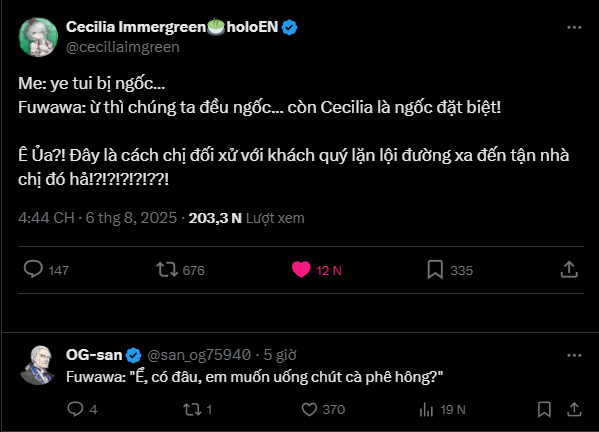 Cecilia Immergreen🍵holoEN
@ceciliaimgreen
Me: ye tui bị ngốc...
Fuwawa: ừ thì chúng ta đều ngốc... còn Cecilia là ngốc đặt biệt!
Ê Ủa?! Đây là cách chị đối xử với khách quý lặn lội đường xa đến tận nhà
chị đó hả!?!?!?!?!??!
4:44 CH · 6 thg 8, 2025 · 203,3 N Lượt xem
147 676 12 N 335
OG-san @san_og75940 · 5 giờ
Fuwawa: "Ể, có đâu, em muốn uống chút cà phê hông?"
4 1 370 19 N